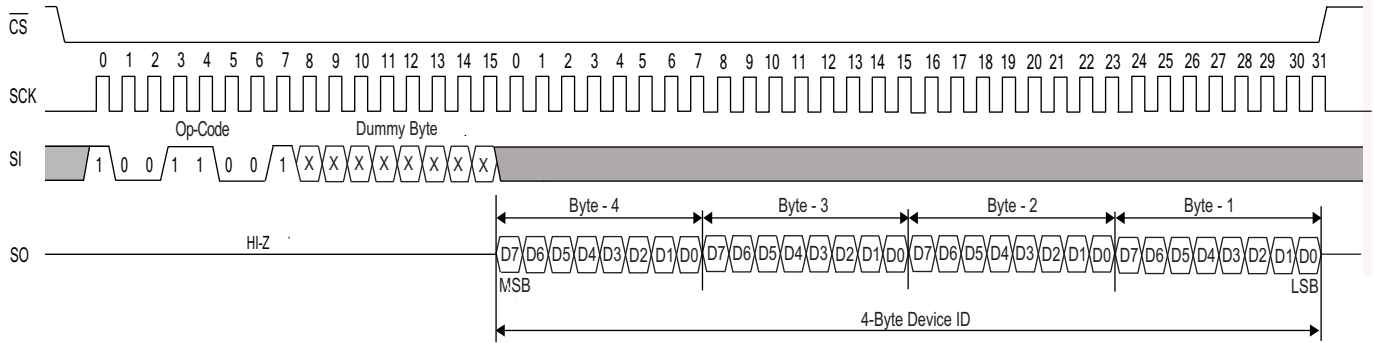 CS
0 1 2 3 4 5 6 7 8 9 10 11 12 13 14 15 0 1 2 3 4 5 6 7 8 9 10 11 12 13 14 15 16 17 18 19 20 21 22 23 24 25 26 27 28 29 30 31
SCK
Op-Code Dummy Byte
SI 1 0 0 1 1 0 0 1 X X X X X X X X
Byte - 4 Byte - 3 Byte - 2 Byte - 1
SO HI-Z D7 D6 D5 D4 D3 D2 D1 D0 D7 D6 D5 D4 D3 D2 D1 D0 D7 D6 D5 D4 D3 D2 D1 D0 D7 D6 D5 D4 D3 D2 D1 D0
MSB LSB
4-Byte Device ID